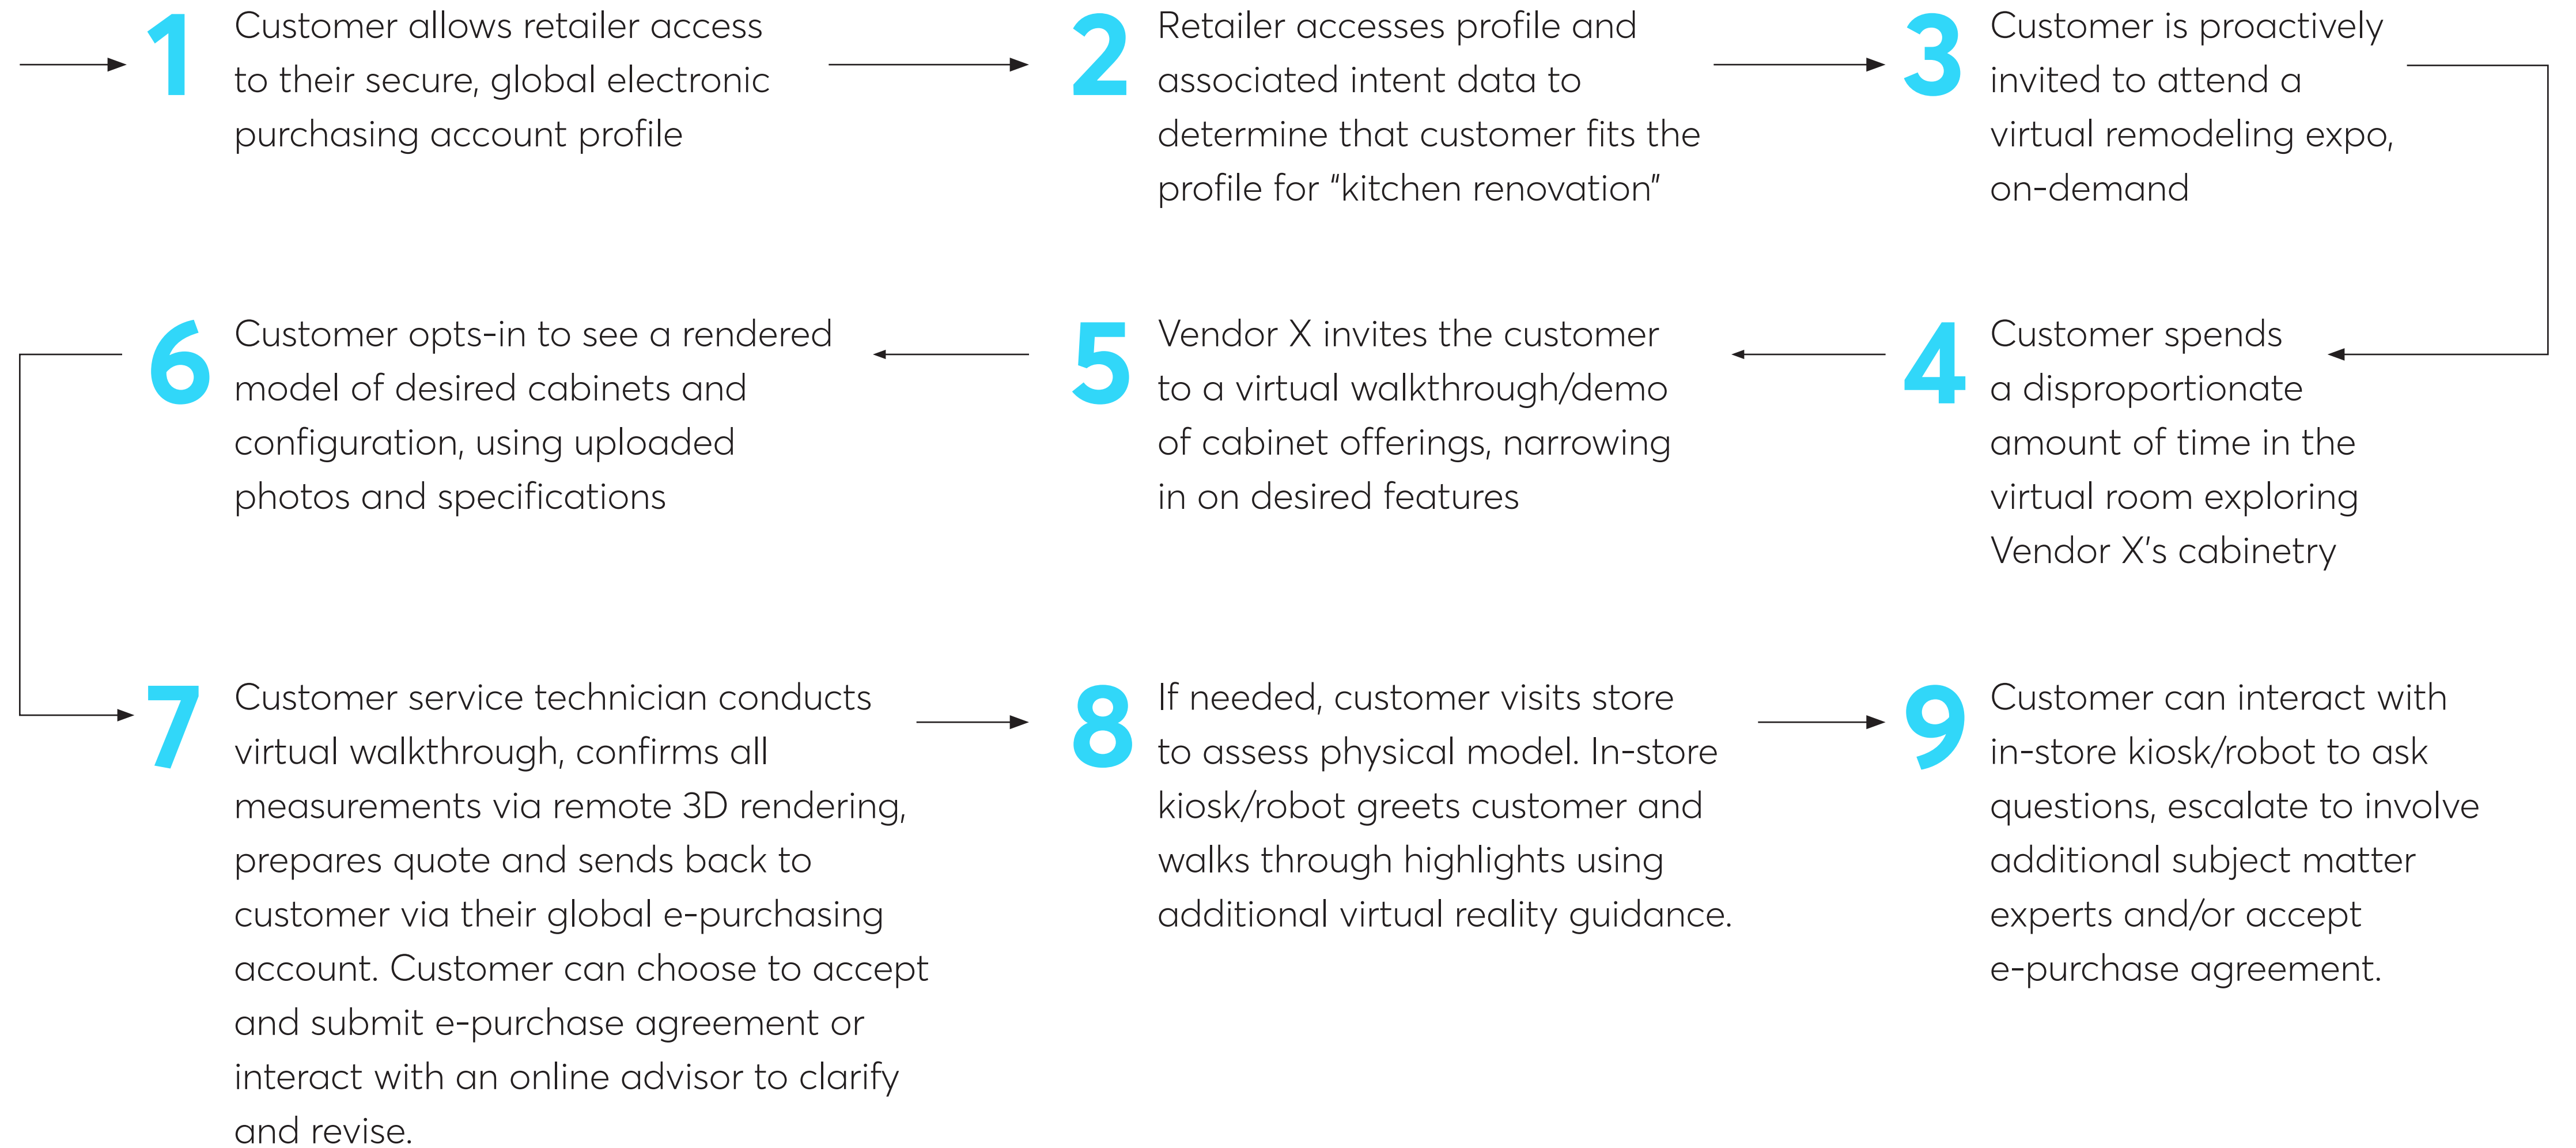 1
Customer allows retailer access
to their secure, global electronic
purchasing account profile
2
Retailer accesses profile and
associated intent data to
determine that customer fits the
profile for "kitchen renovation"
3
Customer is proactively
invited to attend a
virtual remodeling expo,
on-demand
4
Customer spends
a disproportionate
amount of time in the
virtual room exploring
Vendor X's cabinetry
5
Vendor X invites the customer
to a virtual walkthrough/demo
of cabinet offerings, narrowing
in on desired features
6
Customer opts-in to see a rendered
model of desired cabinets and
configuration, using uploaded
photos and specifications
7
Customer service technician conducts
virtual walkthrough, confirms all
measurements via remote 3D rendering,
prepares quote and sends back to
customer via their global e-purchasing
account. Customer can choose to accept
and submit e-purchase agreement or
interact with an online advisor to clarify
and revise.
8
If needed, customer visits store
to assess physical model. In-store
kiosk/robot greets customer and
walks through highlights using
additional virtual reality guidance.
9
Customer can interact with
in-store kiosk/robot to ask
questions, escalate to involve
additional subject matter
experts and/or accept
e-purchase agreement.